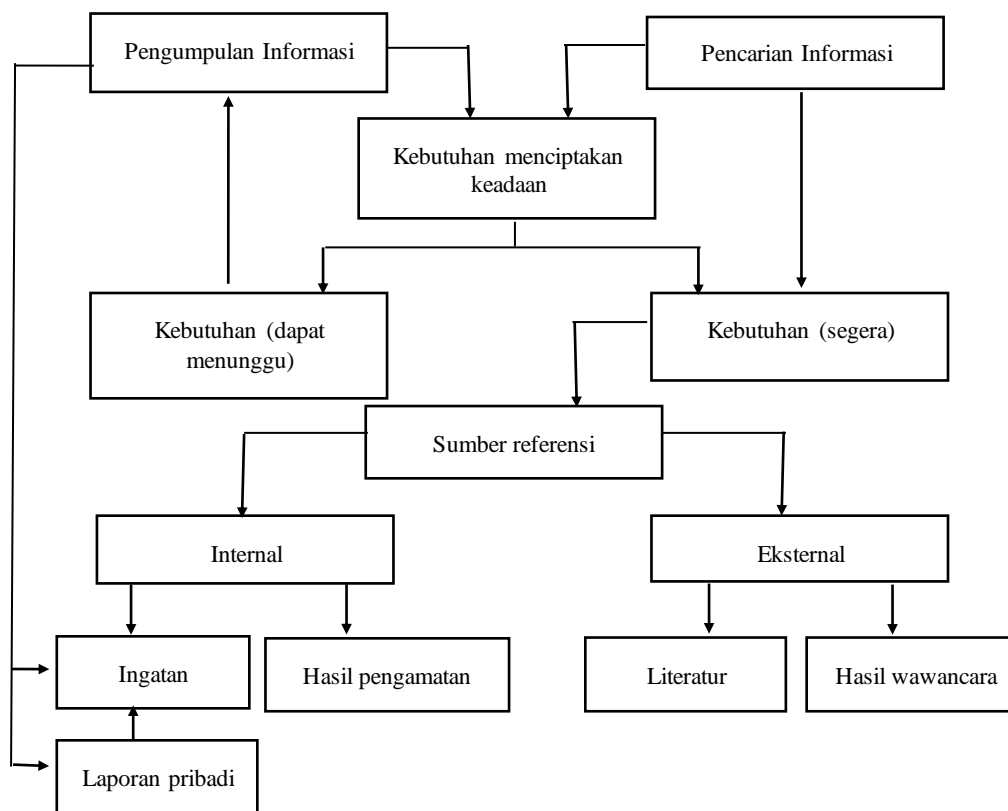 Pengumpulan Informasi
Pencarian Informasi
Kebutuhan menciptakan
keadaan
Kebutuhan (dapat
menunggu)
Kebutuhan (segera)
Sumber referensi
Internal
Eksternal
Ingatan
Hasil pengamatan
Literatur
Hasil wawancara
Laporan pribadi